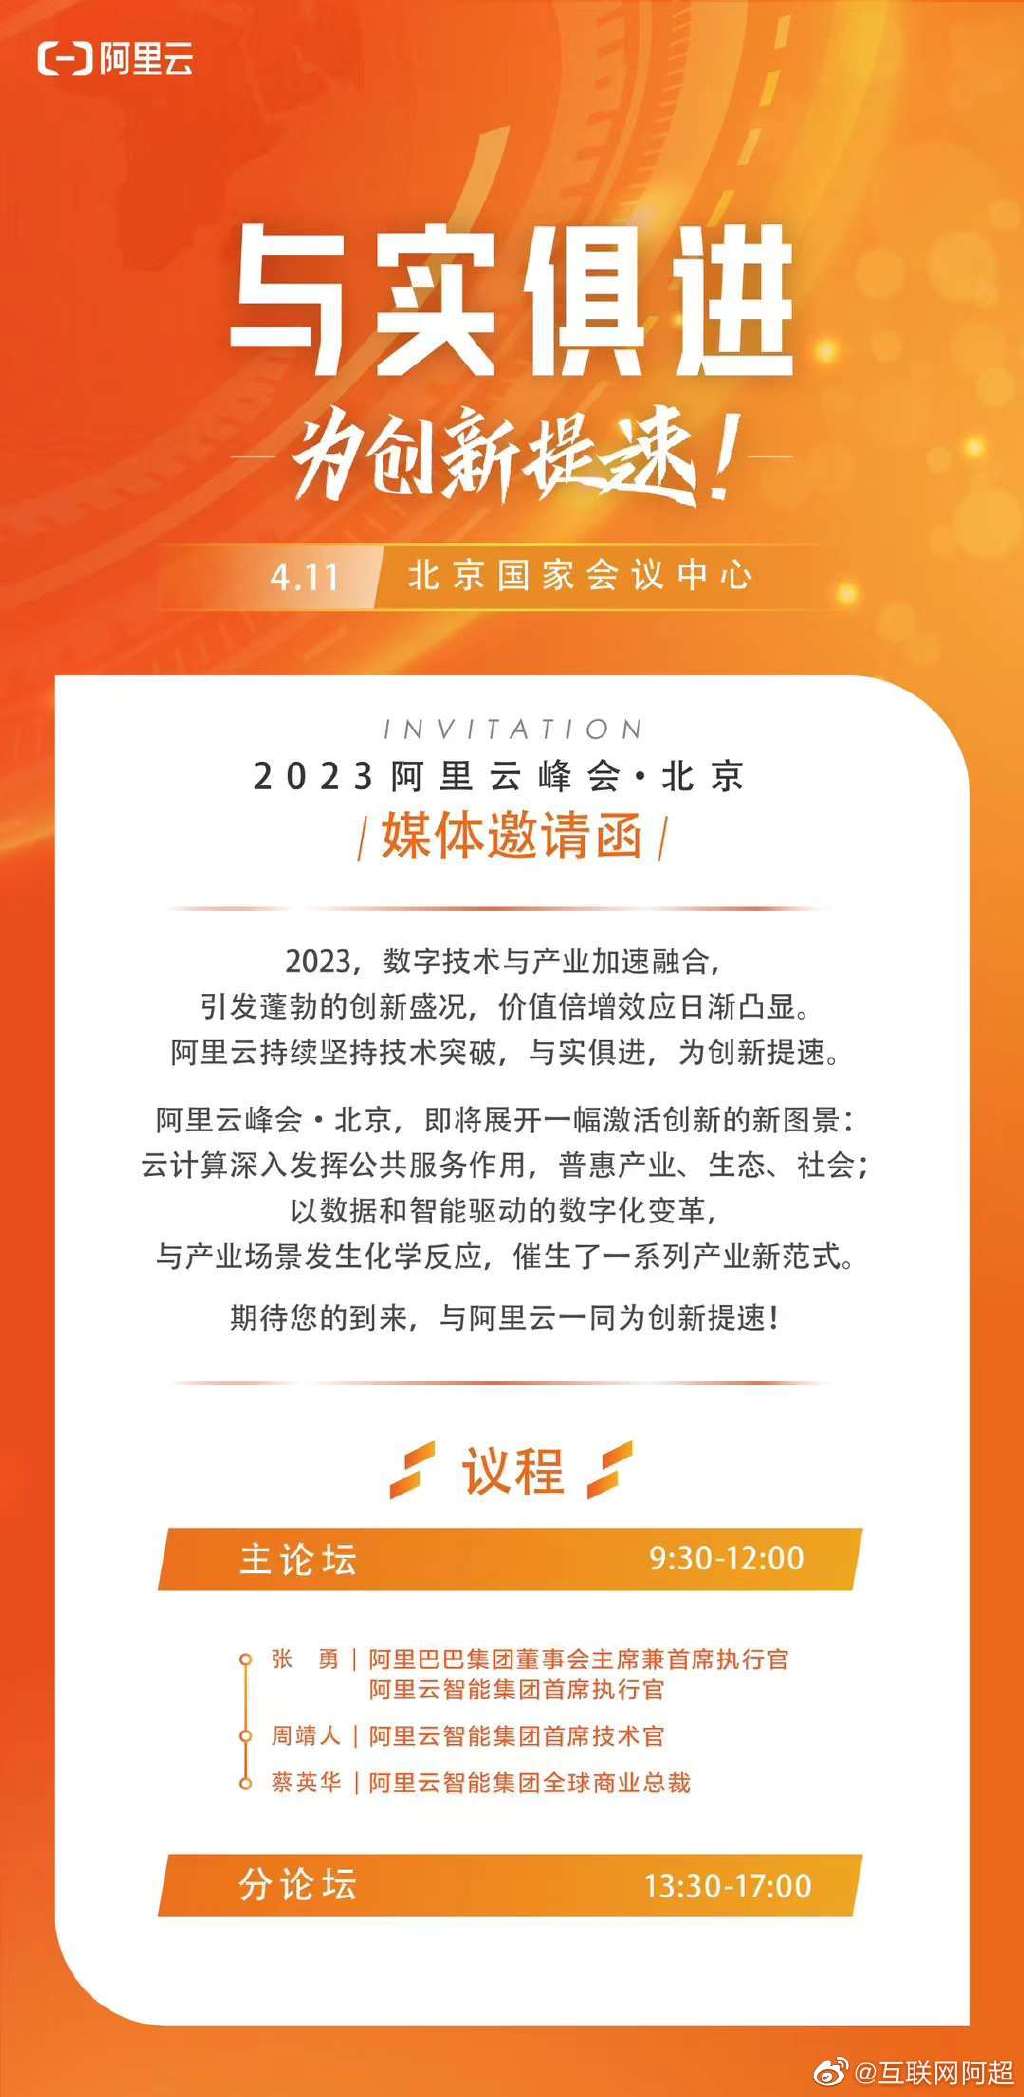 阿里云
与实俱进
为创新提速！
4.11 北京国家会议中心
INVITATION
2023阿里云峰会·北京
/媒体邀请函/
2023，数字技术与产业加速融合，
引发蓬勃的创新盛况，价值倍增效应日渐凸显。
阿里云持续坚持技术突破，与实俱进，为创新提速。
阿里云峰会·北京，即将展开一幅激活创新的新图景：
云计算深入发挥公共服务作用，普惠产业、生态、社会；
以数据和智能驱动的数字化变革，
与产业场景发生化学反应，催生了一系列产业新范式。
期待您的到来，与阿里云一同为创新提速！
议程
主论坛 9:30-12:00
张 勇 | 阿里巴巴集团董事会主席兼首席执行官
阿里云智能集团首席执行官
周靖人 | 阿里云智能集团首席技术官
蔡英华 | 阿里云智能集团全球商业总裁
分论坛 13:30-17:00
@互联网阿超